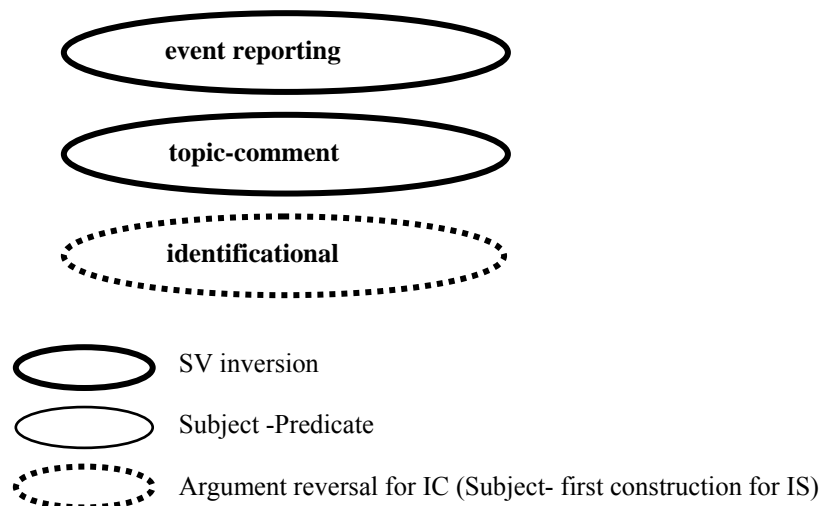 event reporting
topic-comment
identificational
SV inversion
Subject -Predicate
Argument reversal for IC (Subject- first construction for IS)